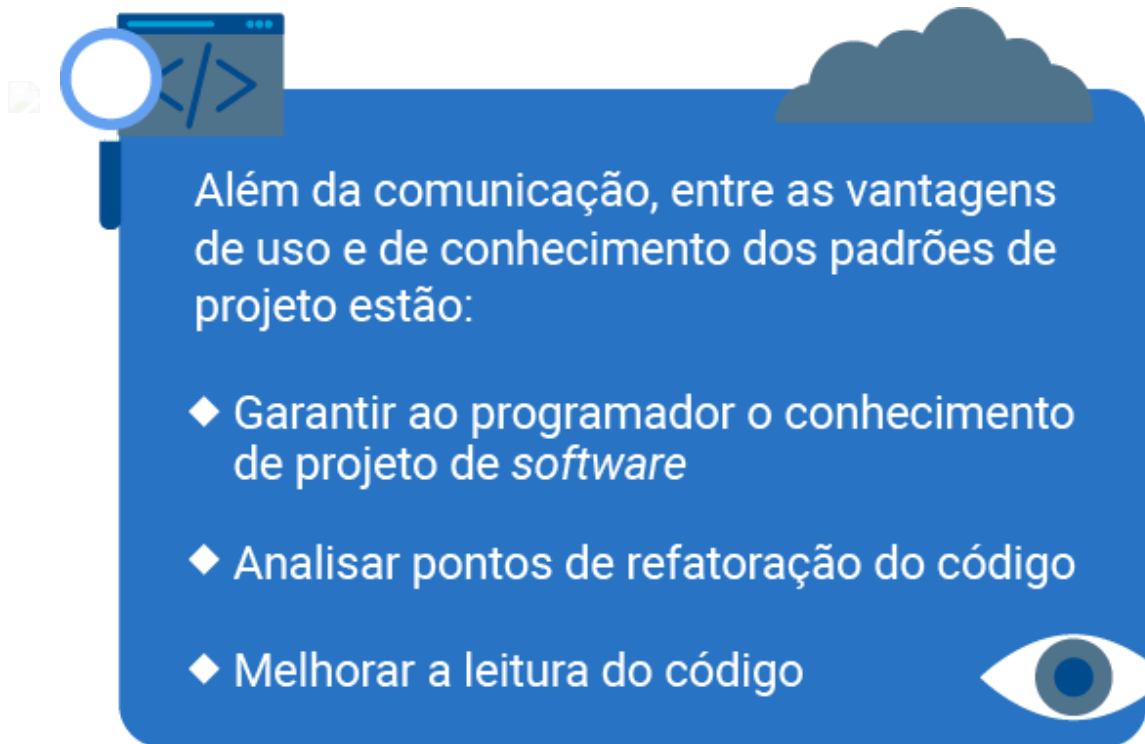 </>
Além da comunicação, entre as vantagens
de uso e de conhecimento dos padrões de
projeto estão:
◆ Garantir ao programador o conhecimento
de projeto de software
◆ Analisar pontos de refatoração do código
◆ Melhorar a leitura do código